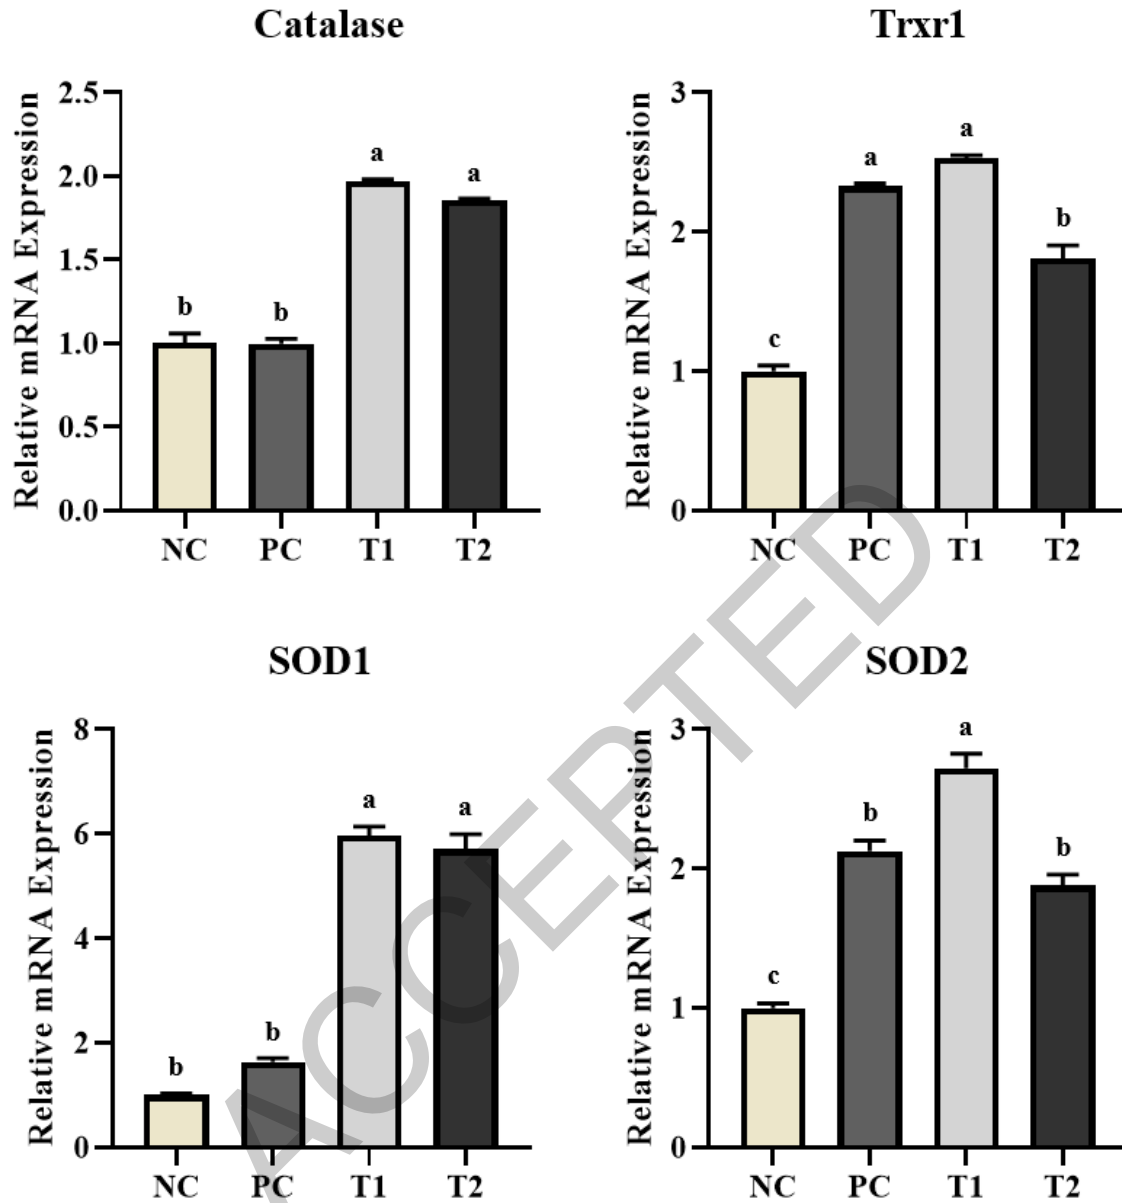 Catalase
Relative mRNA Expression
2.5
2.0
1.5
1.0
0.5
0.0
b
b
a
a
NC PC T1 T2
Trxr1
Relative mRNA Expression
3
2
1
0
c
a
a
b
NC PC T1 T2
SOD1
Relative mRNA Expression
8
6
4
2
0
b
b
a
a
NC PC T1 T2
SOD2
Relative mRNA Expression
3
2
1
0
c
b
a
b
NC PC T1 T2
ACCEPTED